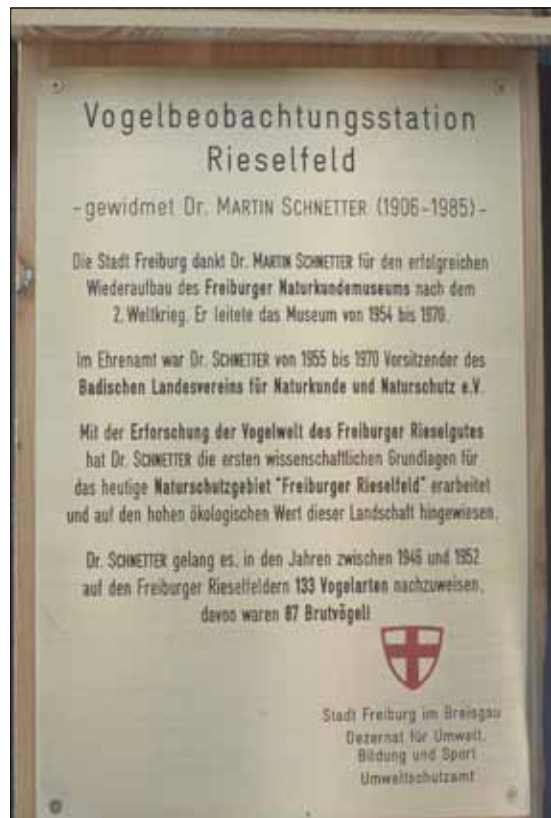 Vogelbeobachtungsstation
Rieselfeld
- gewidmet Dr. MARTIN SCHNETTER (1906-1985) -
Die Stadt Freiburg dankt Dr. MARTIN SCHNETTER für den erfolgreichen
Wiederaufbau des Freiburger Naturkundemuseums nach dem
2. Weltkrieg. Er leitete das Museum von 1954 bis 1970.
Im Ehrenamt war Dr. SCHNETTER von 1955 bis 1970 Vorsitzender des
Badischen Landesvereins für Naturkunde und Naturschutz e.V.
Mit der Erforschung der Vogelwelt des Freiburger Rieselgutes
hat Dr. SCHNETTER die ersten wissenschaftlichen Grundlagen für
das heutige Naturschutzgebiet "Freiburger Rieselfeld" erarbeitet
und auf den hohen ökologischen Wert dieser Landschaft hingewiesen.
Dr. SCHNETTER gelang es, in den Jahren zwischen 1946 und 1952
auf den Freiburger Rieselfeldern 133 Vogelarten nachzuweisen,
davon waren 87 Brutvögel!
Stadt Freiburg im Breisgau
Dezernat für Umwelt,
Bildung und Sport
Umweltschutzamt